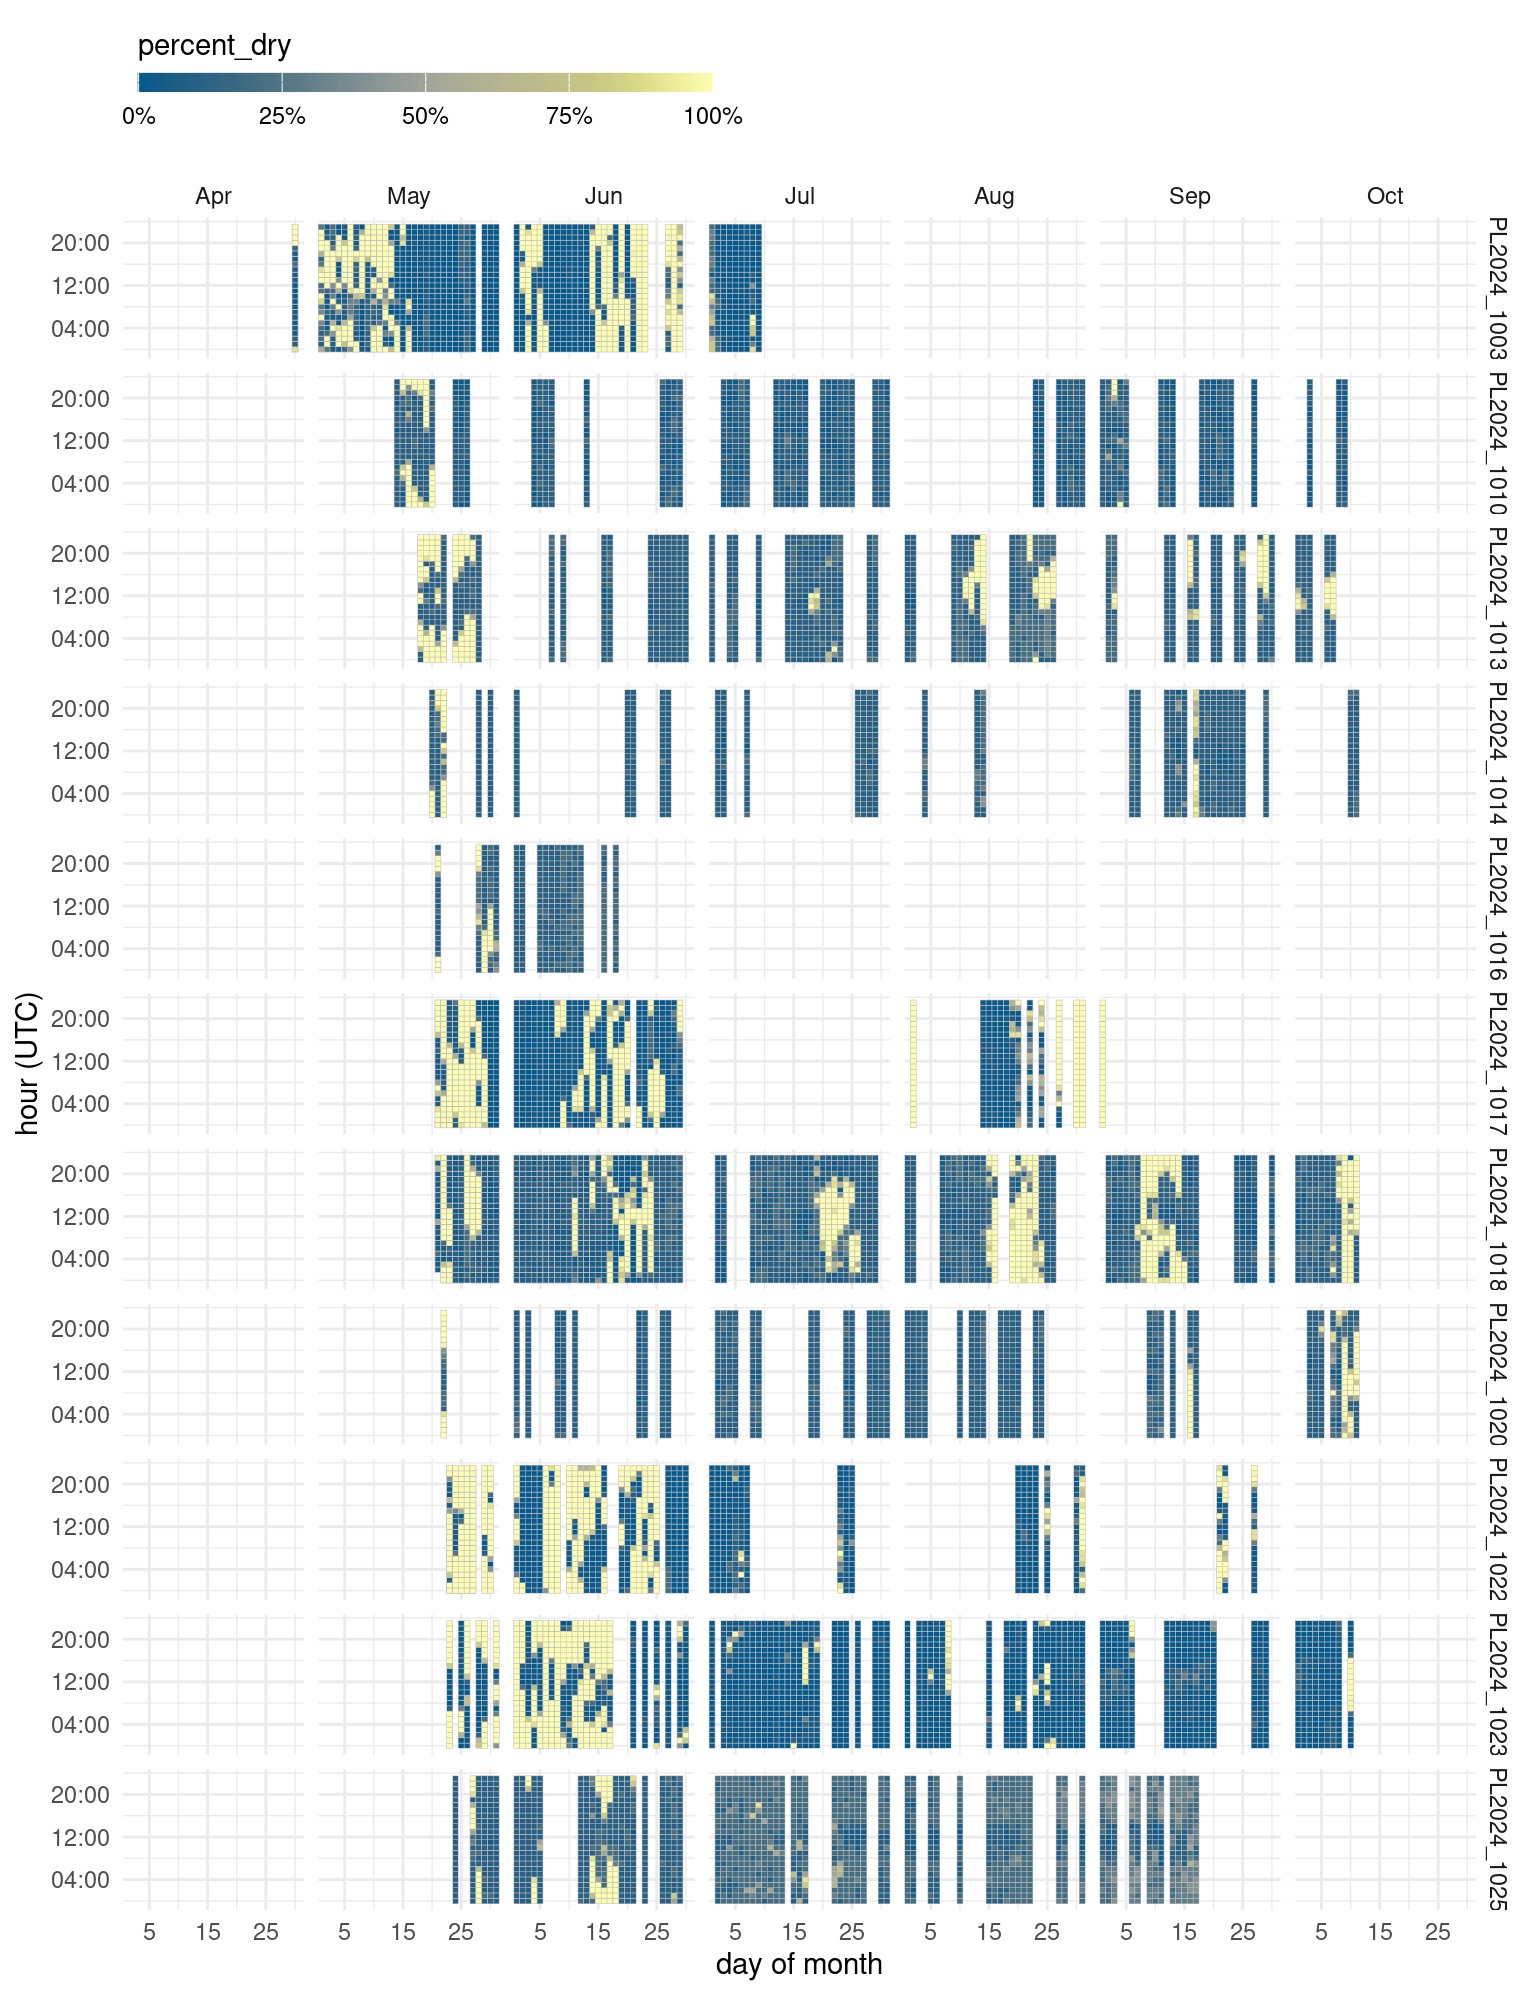 percent_dry
0% 25% 50% 75% 100%
Apr May Jun Jul Aug Sep Oct
20:00
12:00
04:00
PL2024_1003
20:00
12:00
04:00
PL2024_1010
20:00
12:00
04:00
PL2024_1013
20:00
12:00
04:00
PL2024_1014
20:00
12:00
04:00
PL2024_1016
hour (UTC)
20:00
12:00
04:00
PL2024_1017
20:00
12:00
04:00
PL2024_1018
20:00
12:00
04:00
PL2024_1020
20:00
12:00
04:00
PL2024_1022
20:00
12:00
04:00
PL2024_1023
20:00
12:00
04:00
PL2024_1025
5 15 25 5 15 25 5 15 25 5 15 25 5 15 25 5 15 25 5 15 25
day of month